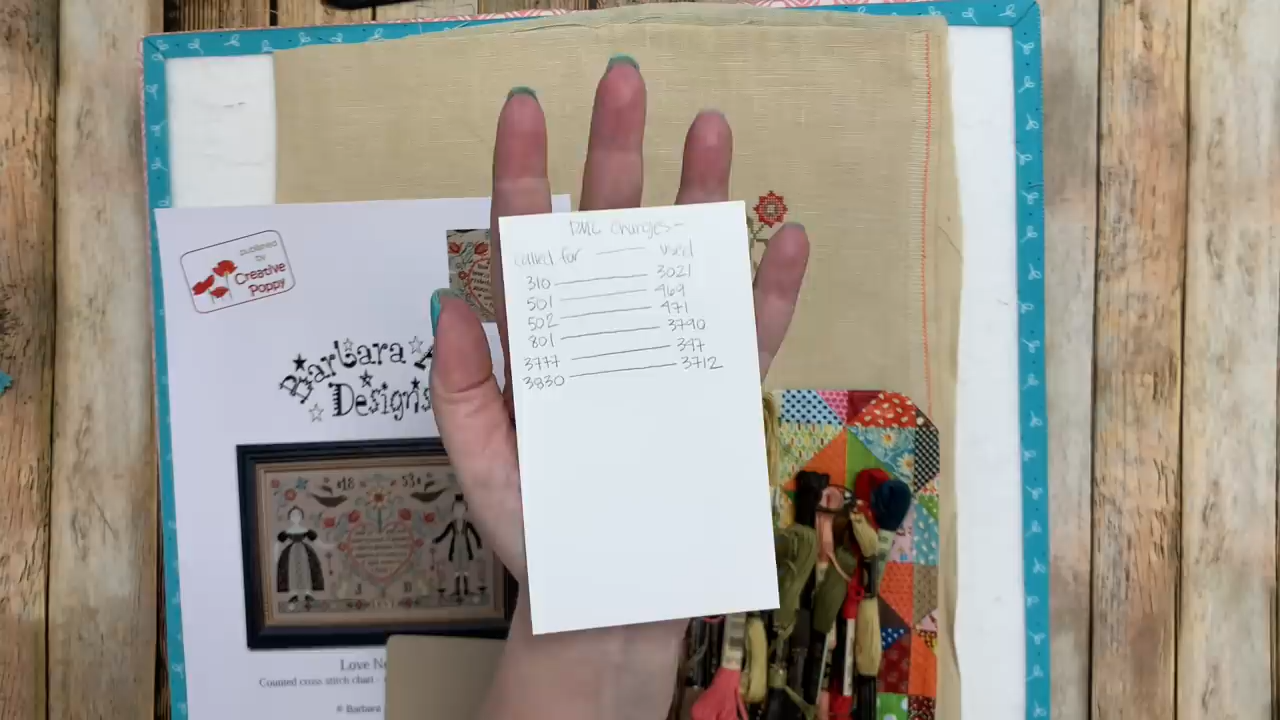 DMC Changes-
called for —— used
310 —— 3021
501 —— 469
502 —— 471
801 —— 3790
3777 —— 347
3830 —— 3712
published
by
Creative
Poppy
Barbara A
Designs
18 53
Love Ne
Counted cross stitch chart -
© Barbara